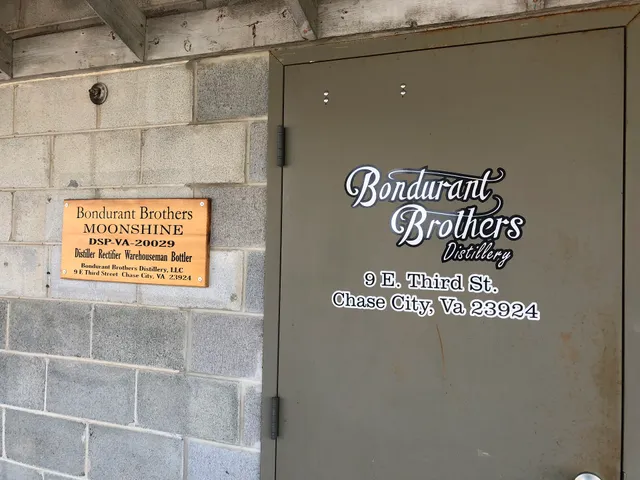 Bondurant Brothers
MOONSHINE
DSP-VA-20029
Distiller Rectifier Warehouseman Bottler
Bondurant Brothers Distillery, LLC
9 E Third Street Chase City, VA 23924
Bondurant
Brothers
Distillery
9 E. Third St.
Chase City, Va 23924